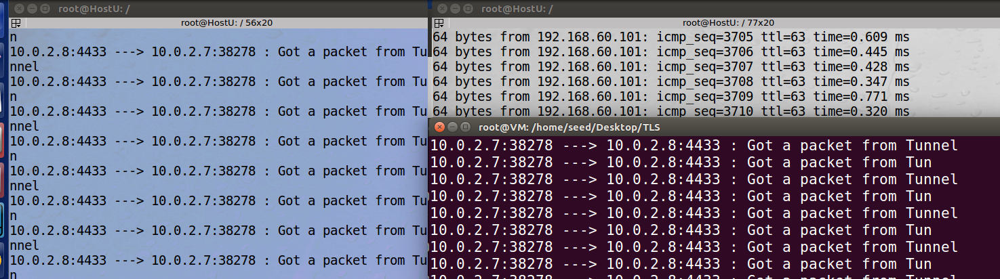 root@HostU: /
root@HostU: / 56x20
n
10.0.2.8:4433 ---> 10.0.2.7:38278 : Got a packet from Tu
nnel
10.0.2.8:4433 ---> 10.0.2.7:38278 : Got a packet from Tu
n
10.0.2.8:4433 ---> 10.0.2.7:38278 : Got a packet from Tu
nnel
10.0.2.8:4433 ---> 10.0.2.7:38278 : Got a packet from Tu
n
10.0.2.8:4433 ---> 10.0.2.7:38278 : Got a packet from Tu
nnel
10.0.2.8:4433 ---> 10.0.2.7:38278 : Got a packet from Tu
n
10.0.2.8:4433 ---> 10.0.2.7:38278 : Got a packet from Tu
nnel
10.0.2.8:4433 ---> 10.0.2.7:38278 : Got a packet from Tu
n
root@HostU: /
root@HostU: / 77x20
64 bytes from 192.168.60.101: icmp_seq=3705 ttl=63 time=0.609 ms
64 bytes from 192.168.60.101: icmp_seq=3706 ttl=63 time=0.445 ms
64 bytes from 192.168.60.101: icmp_seq=3707 ttl=63 time=0.428 ms
64 bytes from 192.168.60.101: icmp_seq=3708 ttl=63 time=0.347 ms
64 bytes from 192.168.60.101: icmp_seq=3709 ttl=63 time=0.771 ms
64 bytes from 192.168.60.101: icmp_seq=3710 ttl=63 time=0.320 ms
root@VM: /home/seed/Desktop/TLS
10.0.2.7:38278 ---> 10.0.2.8:4433 : Got a packet from Tunnel
10.0.2.7:38278 ---> 10.0.2.8:4433 : Got a packet from Tun
10.0.2.7:38278 ---> 10.0.2.8:4433 : Got a packet from Tunnel
10.0.2.7:38278 ---> 10.0.2.8:4433 : Got a packet from Tun
10.0.2.7:38278 ---> 10.0.2.8:4433 : Got a packet from Tunnel
10.0.2.7:38278 ---> 10.0.2.8:4433 : Got a packet from Tun
10.0.2.7:38278 ---> 10.0.2.8:4433 : Got a packet from Tunnel
10.0.2.7:38278 ---> 10.0.2.8:4433 : Got a packet from Tun